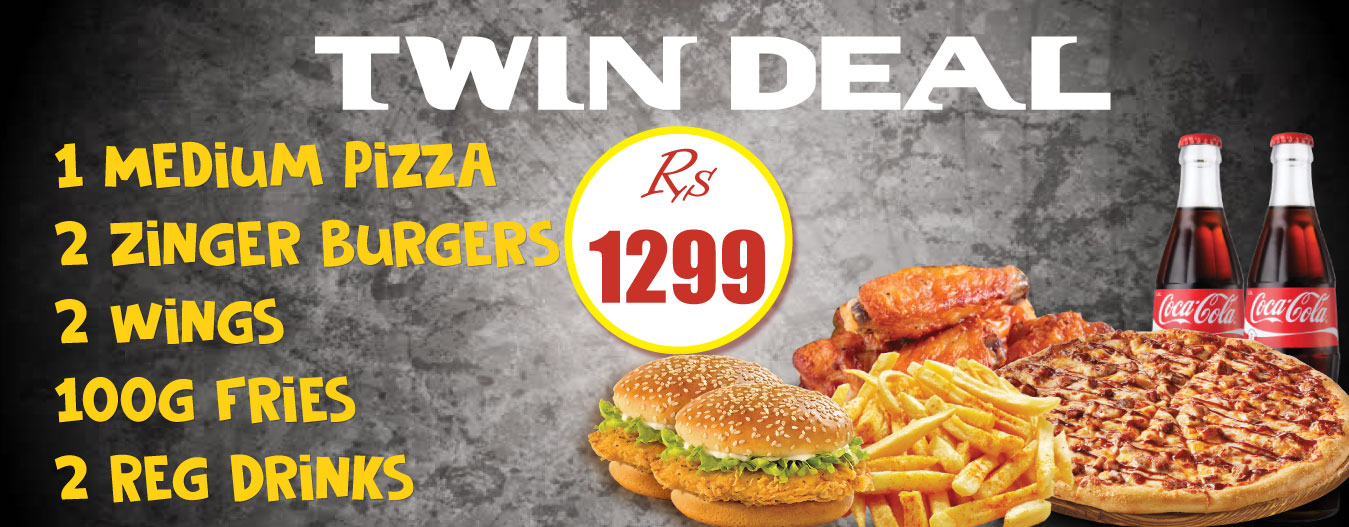 TWIN DEAL
1 MEDiUM PiZZA
2 ZiNGER BURGERS
2 WiNGS
100G FRiES
2 REG DRiNKS
Rs
1299
Coca-Cola
Coca-Cola